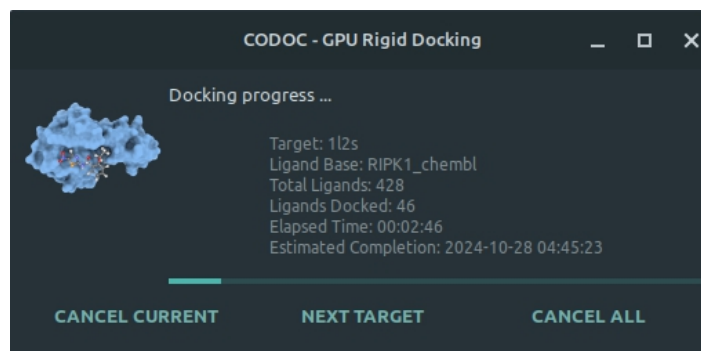 CODOC - GPU Rigid Docking
Docking progress ...
Target: 1l2s
Ligand Base: RIPK1_chembl
Total Ligands: 428
Ligands Docked: 46
Elapsed Time: 00:02:46
Estimated Completion: 2024-10-28 04:45:23
CANCEL CURRENT NEXT TARGET CANCEL ALL